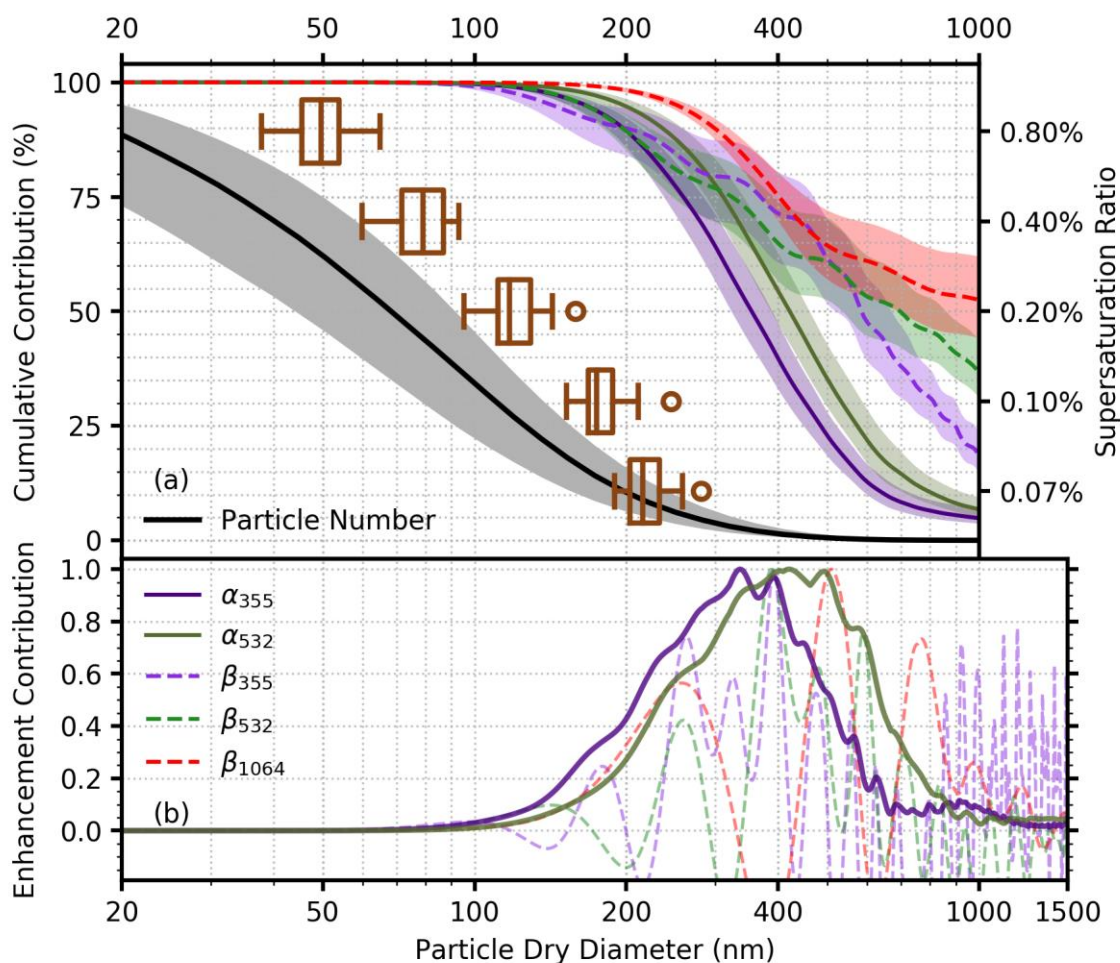 20 50 100 200 400 1000
Cumulative Contribution (%)
100
75
50
25
0
0.80%
0.40%
0.20%
0.10%
0.07%
Supersaturation Ratio
(a)
Particle Number
Enhancement Contribution
1.0
0.8
0.6
0.4
0.2
0.0
α355
α532
β355
β532
β1064
(b)
20 50 100 200 400 1000 1500
Particle Dry Diameter (nm)